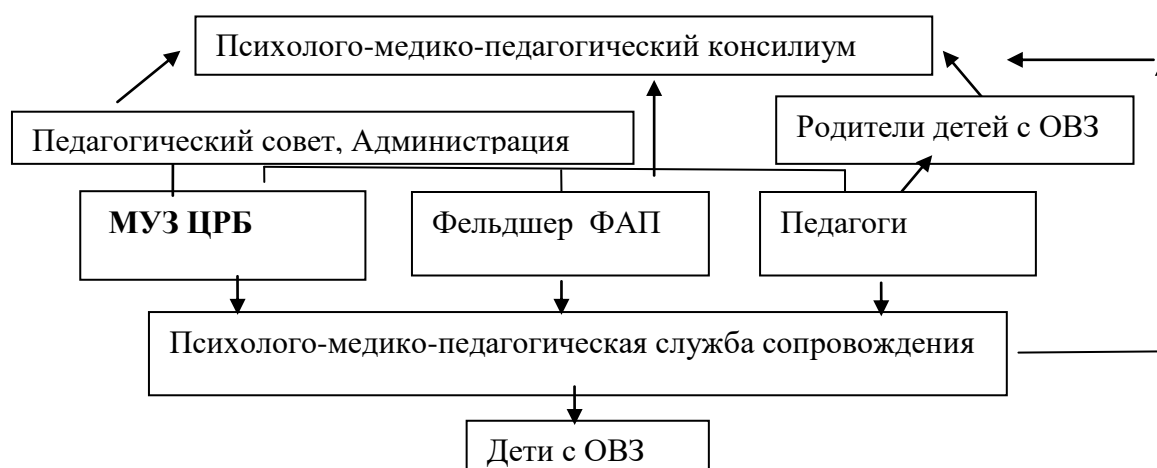 Психолого-медико-педагогический консилиум
Педагогический совет, Администрация
Родители детей с ОВЗ
МУЗ ЦРБ
Фельдшер ФАП
Педагоги
Психолого-медико-педагогическая служба сопровождения
Дети с ОВЗ